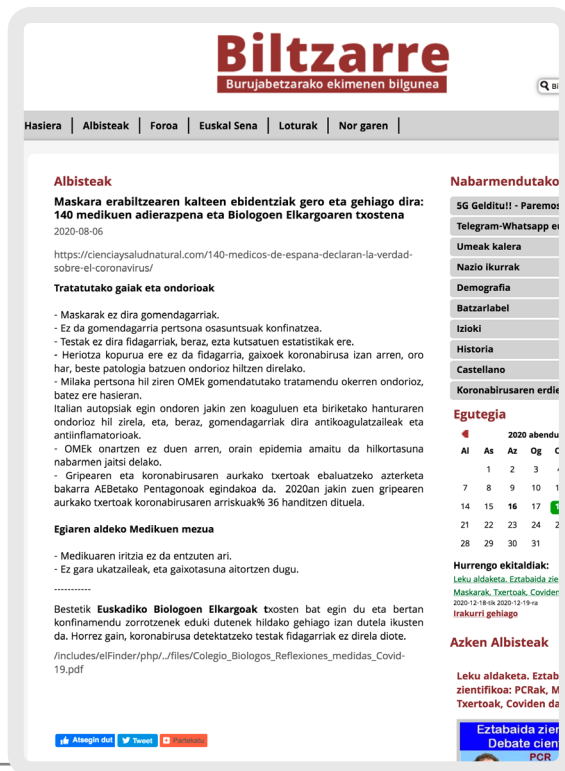 Biltzarre
Burujabetzarako ekimenen bilgunea
Hasiera | Albisteak | Foroa | Euskal Sena | Loturak | Nor garen |
Albisteak
Maskara erabiltzearen kalteen ebidentziak gero eta gehiago dira:
140 medikuen adierazpena eta Biologoen Elkargoaren txostena
2020-08-06
https://cienciaysaludnatural.com/140-medicos-de-espana-declaran-la-verdad-
sobre-el-coronavirus/
Tratatutako gaiak eta ondorioak
- Maskarak ez dira gomendagarriak.
- Ez da gomendagarria pertsona osasuntsuak konfinatzea.
- Testak ez dira fidagarriak, beraz, ezta kutsatuen estatistikak ere.
- Heriotza kopurua ere ez da fidagarria, gaixoek koronabirusa izan arren, oro
har, beste patologia batzuen ondorioz hiltzen direlako.
- Milaka pertsona hil ziren OMEk gomendatutako tratamendu okerren ondorioz,
batez ere hasieran.
Italian autopsiak egin ondoren jakin zen koaguluen eta biriketako hanturaren
ondorioz hil zirela, eta, beraz, gomendagarriak dira antikoagulatzaileak eta
antiinflamatorioak.
- OMEk onartzen ez duen arren, orain epidemia amaitu da hilkortasuna
nabarmen jaitsi delako.
- Gripearen eta koronabirusaren aurkako txertoak ebaluatzeko azterketa
bakarra AEBetako Pentagonoak egindakoa da. 2020an jakin zuen gripearen
aurkako txertoak koronabirusaren arriskuak% 36 handitzen dituela.
Egiaren aldeko Medikuen mezua
- Medikuaren iritzia ez da entzuten ari.
- Ez gara ukatzaileak, eta gaixotasuna aitortzen dugu.
-----------
Bestetik Euskadiko Biologoen Elkargoak txosten bat egin du eta bertan
konfinamendu zorrotzenek eduki dutenek hildako gehiago izan dutela ikusten
da. Horrez gain, koronabirusa detektatzeko testak fidagarriak ez direla diote.
/includes/elFinder/php/../files/Colegio_Biologos_Reflexiones_medidas_Covid-
19.pdf
Atsegin dut Tweet Partekatu
Nabarmendutako
5G Gelditu!! - Paremos
Telegram-Whatsapp
Umeak kalera
Nazio ikurrak
Demografia
Batzarlabel
Izioki
Historia
Castellano
Koronabirusaren
Egutegia
2020
Al As Az Og
1 2 3
7 8 9 10
14 15 16 17
21 22 23 24
28 29 30 31
Hurrengo ekitaldiak:
Leku aldaketa. Eztabaida
Maskarak, Txertoak,
2020-12-18-tik 2020-12-19-ra
Irakurri gehiago
Azken Albisteak
Leku aldaketa.
zientifikoa: PCRak,
Txertoak, Coviden
Eztabaida
Debate
PCR